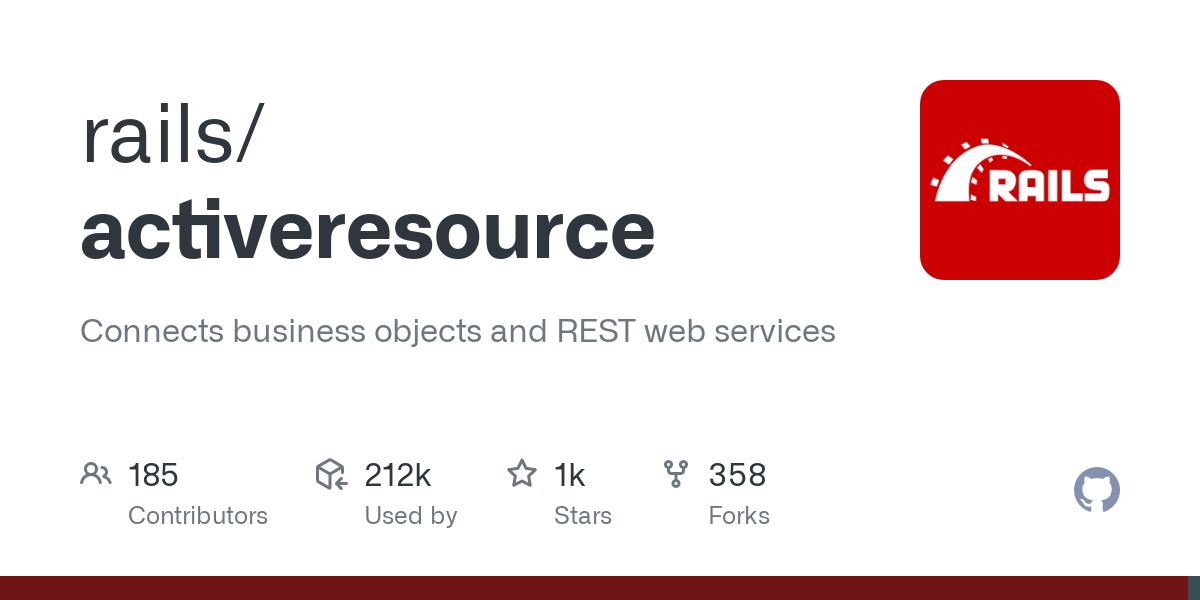 rails/
activeresource
RAILS
Connects business objects and REST web services
185
Contributors
212k
Used by
1k
Stars
358
Forks